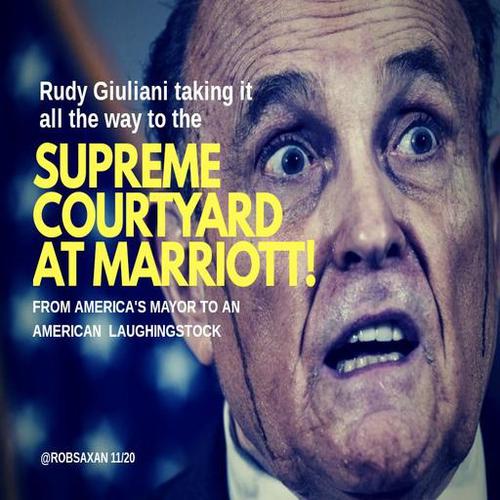 Rudy Giuliani taking it
all the way to the
SUPREME
COURTYARD
AT MARRIOTT!
FROM AMERICA'S MAYOR TO AN
AMERICAN LAUGHINGSTOCK
@ROBSAXAN 11/20